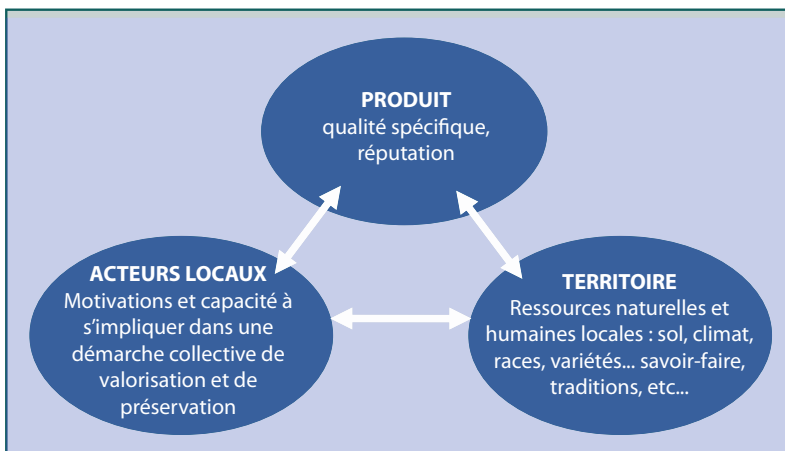 PRODUIT
qualité spécifique,
réputation
ACTEURS LOCAUX
Motivations et capacité à
s’impliquer dans une
démarche collective de
valorisation et de
préservation
TERRITOIRE
Ressources naturelles et
humaines locales : sol, climat,
races, variétés... savoir-faire,
traditions, etc...